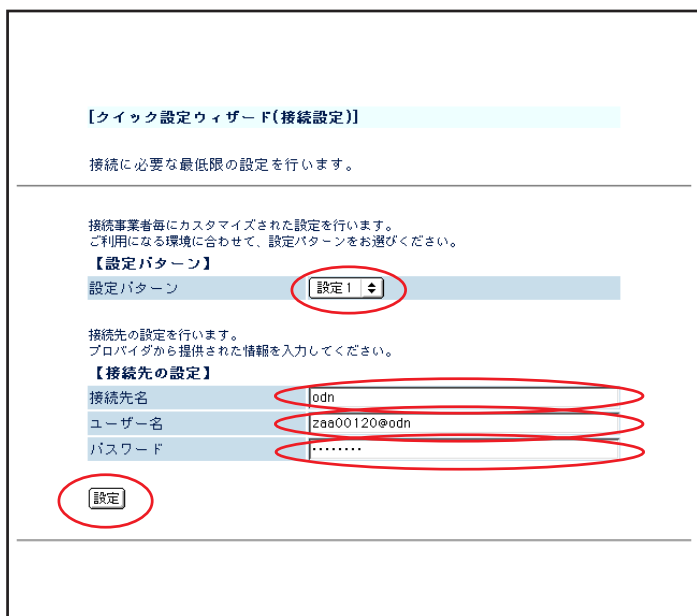 [クイック設定ウィザード(接続設定)]
接続に必要な最低限の設定を行います。
接続事業者毎にカスタマイズされた設定を行います。
ご利用になる環境に合わせて、設定パターンをお選びください。
【設定パターン】
設定パターン 設定1
接続先の設定を行います。
プロバイダから提供された情報を入力してください。
【接続先の設定】
接続先名 odn
ユーザー名 zaa00120@odn
パスワード ••••••••
設定